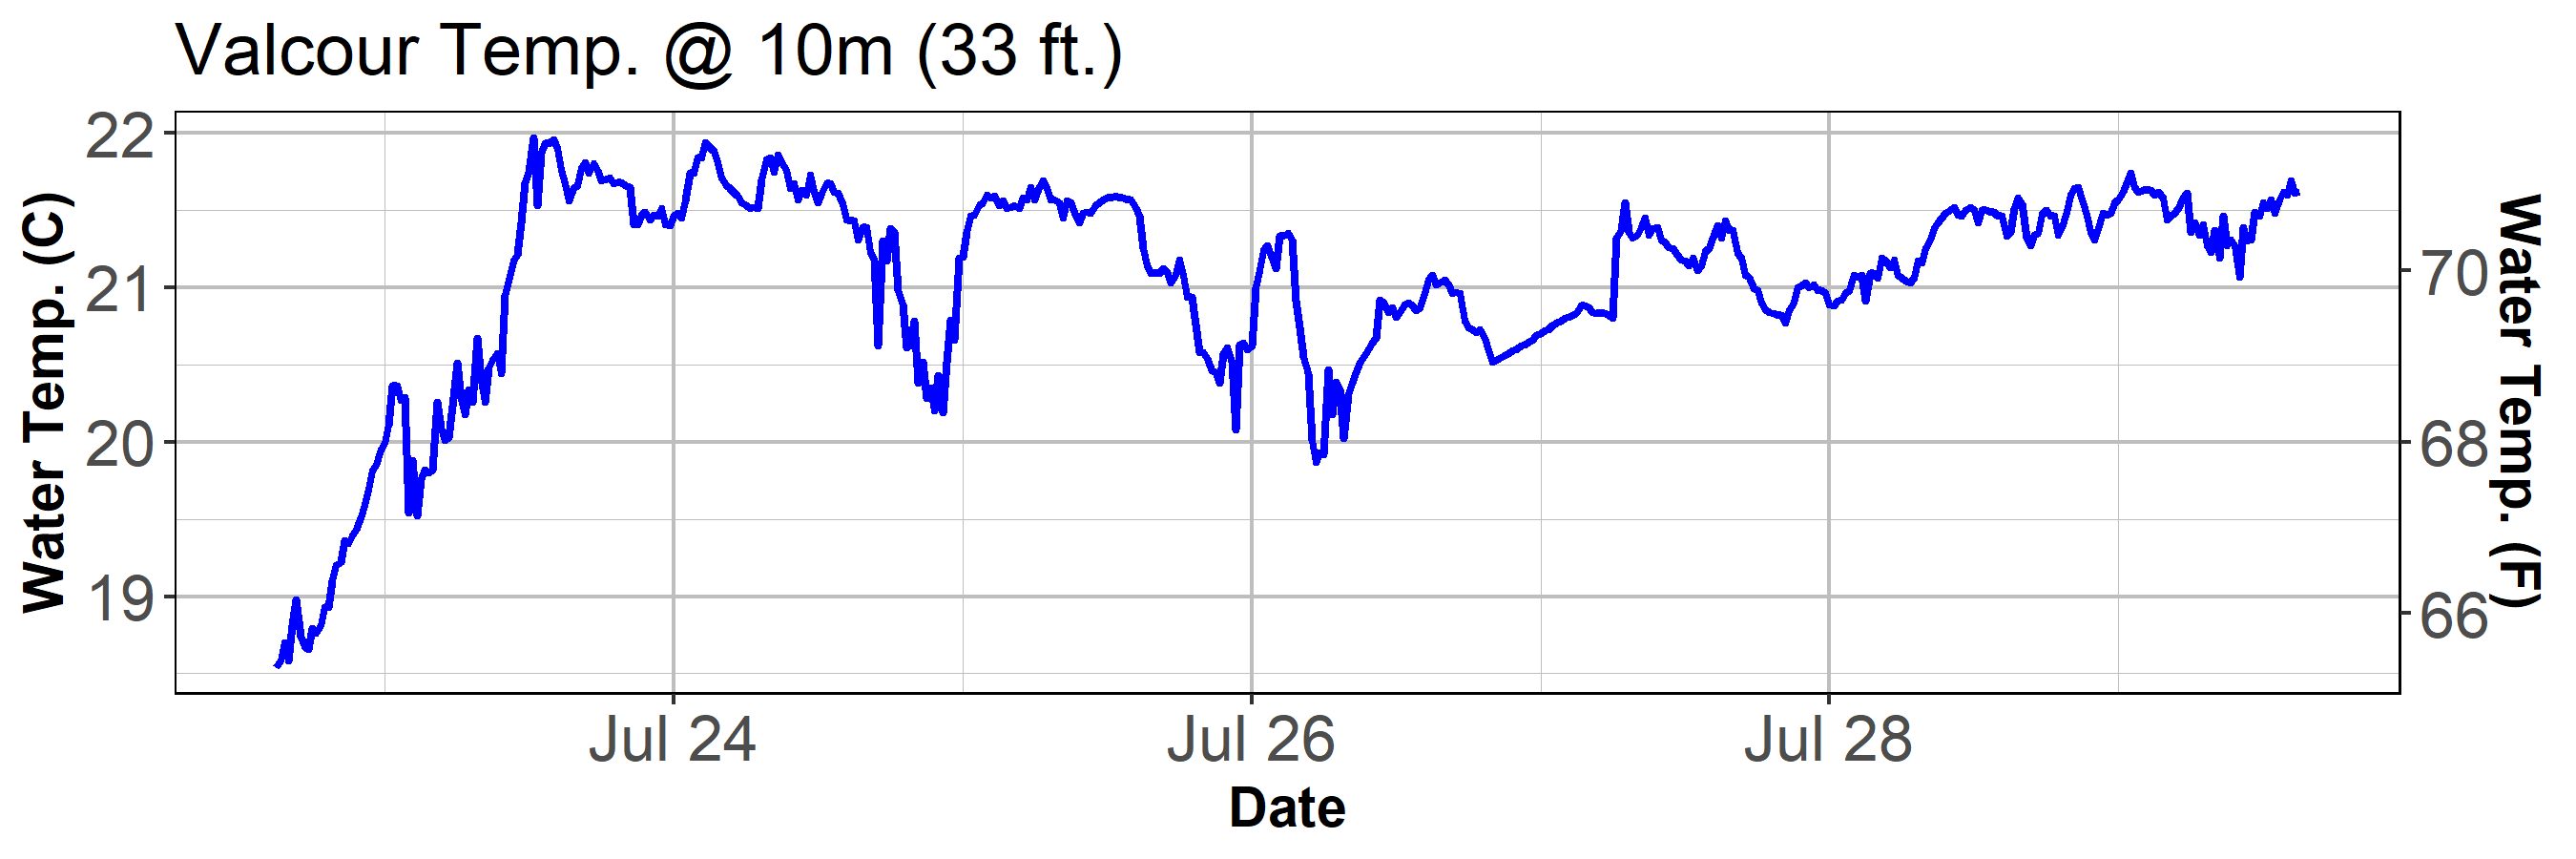 Valcour Temp. @ 10m (33 ft.)
Water Temp. (C)
22
21
20
19
70
68
66
Water Temp. (F)
Jul 24
Jul 26
Jul 28
Date